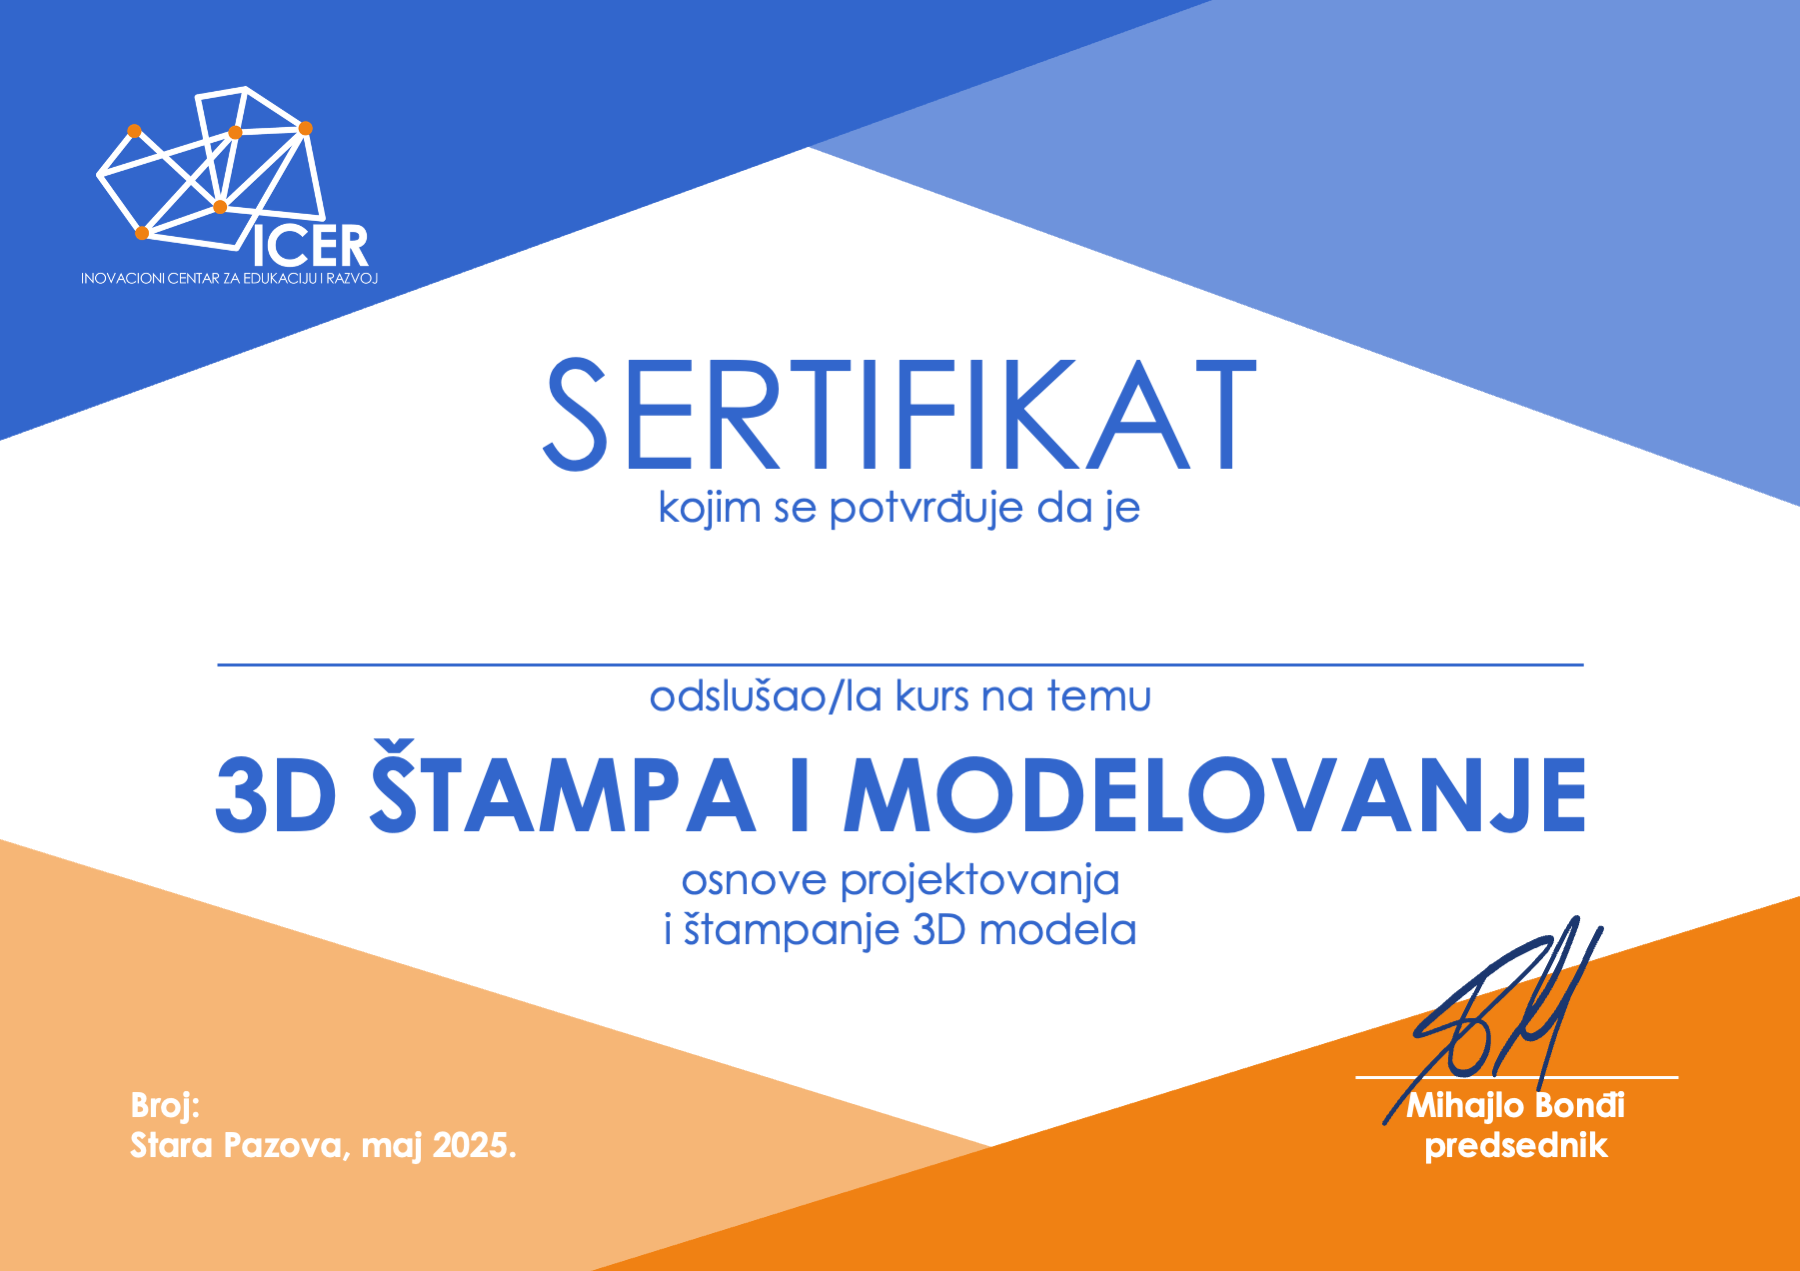 ICER
INOVACIONI CENTAR ZA EDUKACIJU I RAZVOJ
SERTIFIKAT
kojim se potvrđuje da je
odslušao/la kurs na temu
3D ŠTAMPA I MODELOVANJE
osnove projektovanja
i štampanje 3D modela
Broj:
Stara Pazova, maj 2025.
Mihajlo Bonđi
predsednik